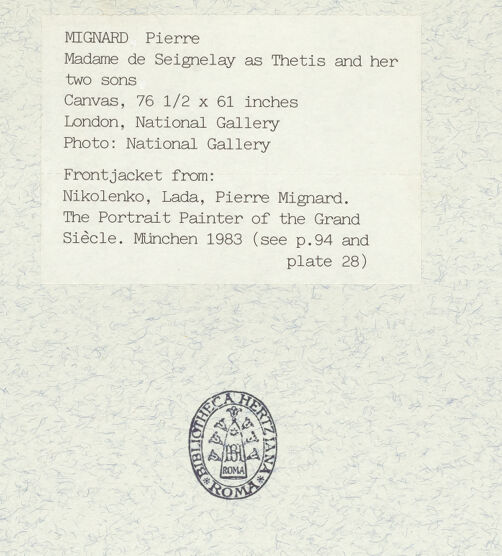 MIGNARD Pierre
Madame de Seignelay as Thetis and her
two sons
Canvas, 76 1/2 x 61 inches
London, National Gallery
Photo: National Gallery
Frontjacket from:
Nikolenko, Lada, Pierre Mignard.
The Portrait Painter of the Grand
Siècle. München 1983 (see p.94 and
plate 28)
BIBLIOTHECA HERTZIANA
BH
ROMA
* ROMA *